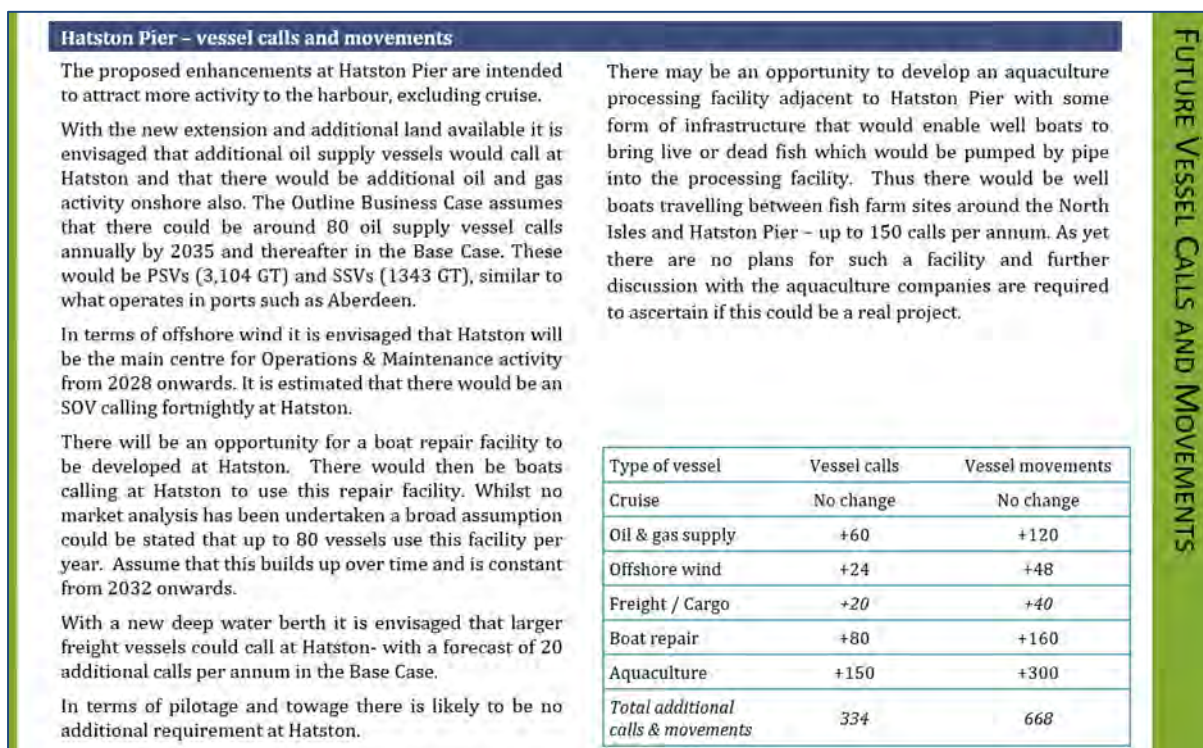 Hatston Pier – vessel calls and movements
The proposed enhancements at Hatston Pier are intended
to attract more activity to the harbour, excluding cruise.
With the new extension and additional land available it is
envisaged that additional oil supply vessels would call at
Hatston and that there would be additional oil and gas
activity onshore also. The Outline Business Case assumes
that there could be around 80 oil supply vessel calls
annually by 2035 and thereafter in the Base Case. These
would be PSVs (3,104 GT) and SSVs (1343 GT), similar to
what operates in ports such as Aberdeen.
In terms of offshore wind it is envisaged that Hatston will
be the main centre for Operations & Maintenance activity
from 2028 onwards. It is estimated that there would be an
SOV calling fortnightly at Hatston.
There will be an opportunity for a boat repair facility to
be developed at Hatston. There would then be boats
calling at Hatston to use this repair facility. Whilst no
market analysis has been undertaken a broad assumption
could be stated that up to 80 vessels use this facility per
year. Assume that this builds up over time and is constant
from 2032 onwards.
With a new deep water berth it is envisaged that larger
freight vessels could call at Hatston- with a forecast of 20
additional calls per annum in the Base Case.
In terms of pilotage and towage there is likely to be no
additional requirement at Hatston.
There may be an opportunity to develop an aquaculture
processing facility adjacent to Hatston Pier with some
form of infrastructure that would enable well boats to
bring live or dead fish which would be pumped by pipe
into the processing facility. Thus there would be well
boats travelling between fish farm sites around the North
Isles and Hatston Pier – up to 150 calls per annum. As yet
there are no plans for such a facility and further
discussion with the aquaculture companies are required
to ascertain if this could be a real project.
Type of vessel Vessel calls Vessel movements
Cruise No change No change
Oil & gas supply +60 +120
Offshore wind +24 +48
Freight / Cargo +20 +40
Boat repair +80 +160
Aquaculture +150 +300
Total additional
calls & movements 334 668
FUTURE VESSEL CALLS AND MOVEMENTS